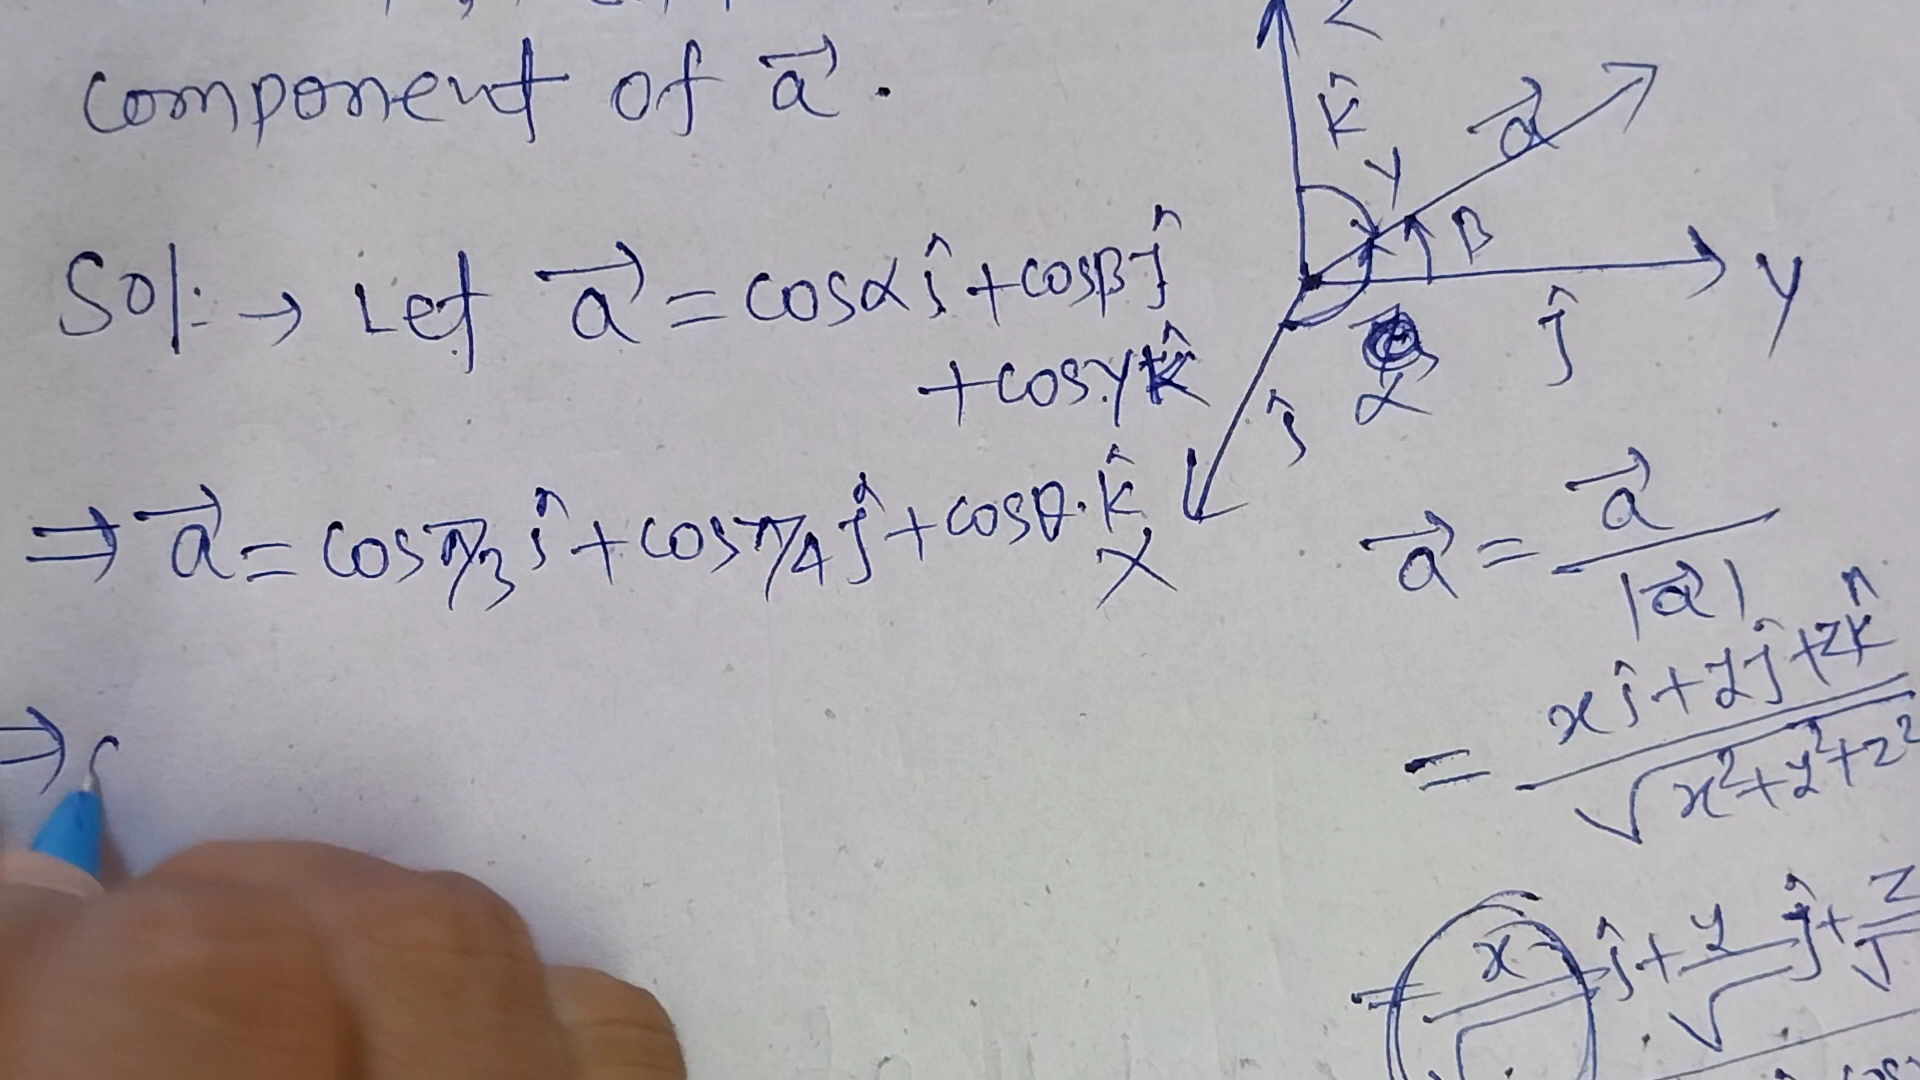 component of a⃗.
Sol: → Let a⃗ = cosα î + cosβ ĵ
+ cosγ k̂
⇒ a⃗ = cos π/3 î + cos π/4 ĵ + cosθ. k̂
⇒
Z
k̂
a⃗
γ
β
Y
ĵ
α
î
X
a⃗ = a⃗ / |a⃗|
= xî + yĵ + zk̂ / √x² + y² + z²
= x / √ î + y / √ ĵ + z / √